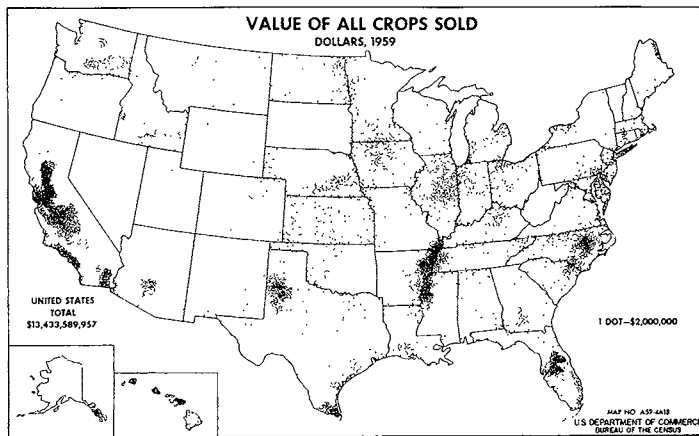 VALUE OF ALL CROPS SOLD
DOLLARS, 1959
UNITED STATES
TOTAL
$13,433,589,957
1 DOT—$2,000,000
MAP NO. A59-4A18
U.S. DEPARTMENT OF COMMERCE
BUREAU OF THE CENSUS